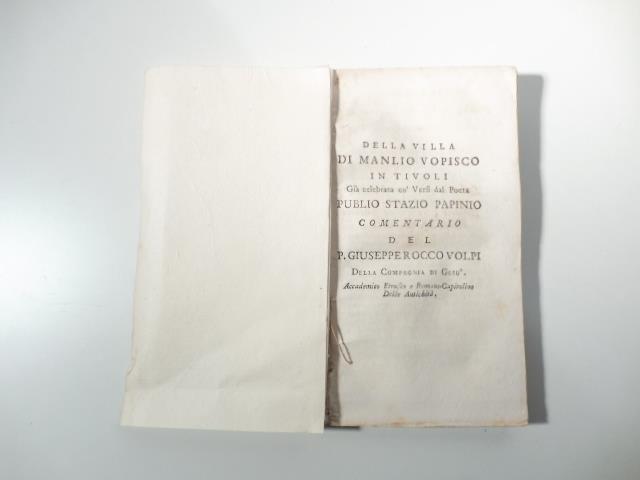 DELLA VILLA
DI MANLIO VOPISCO
IN TIVOLI
Già celebrata co' Versi dal Poeta
PUBLIO STAZIO PAPINIO
COMENTARIO
DEL
P. GIUSEPPE ROCCO VOLPI
DELLA COMPAGNIA DI GESU',
Accademico Etrusco e Romano-Capitolino
Delle Antichità.